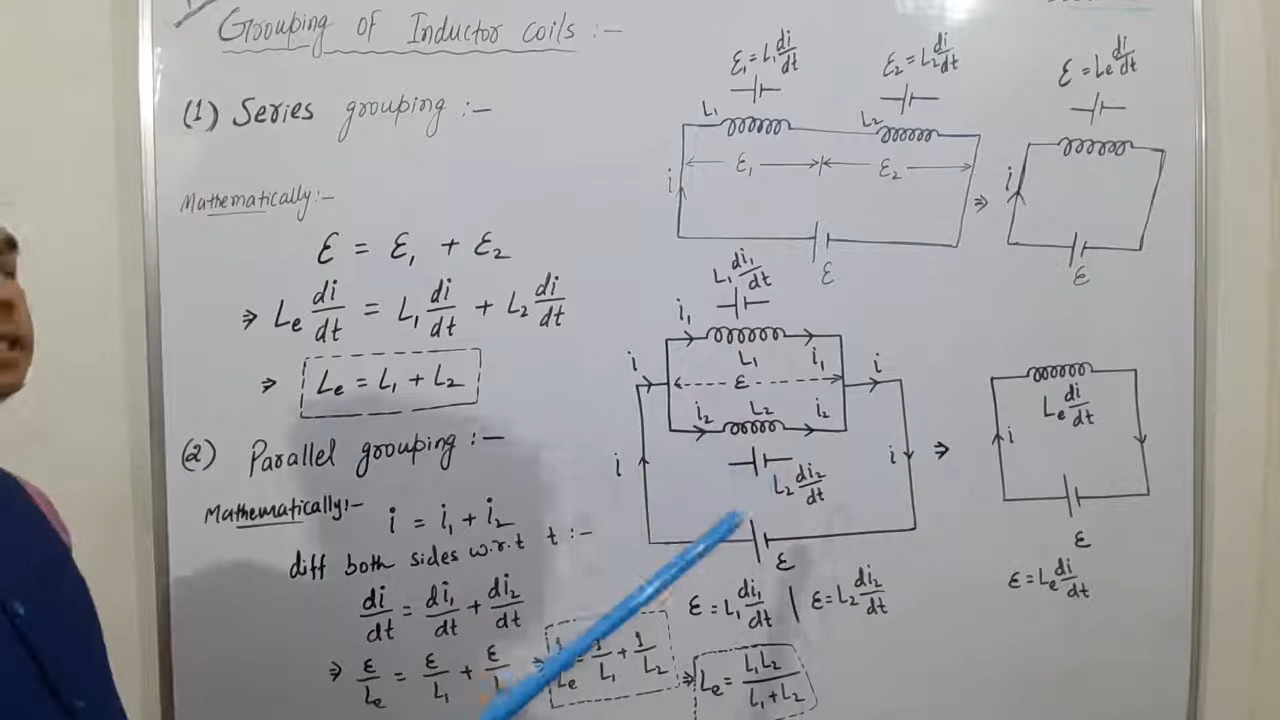 Grouping of Inductor coils :-
(1) Series grouping :-
Mathematically:-
ε = ε₁ + ε₂
⇒ Le di/dt = L₁ di/dt + L₂ di/dt
⇒ Le = L₁ + L₂
ε₁ = L₁ di/dt
ε₂ = L₂ di/dt
L₁
L₂
ε₁
ε₂
i
ε
⇒
ε = Le di/dt
i
ε
(2) Parallel grouping :-
Mathematically:-
i = i₁ + i₂
diff both sides w.r.t t :-
di/dt = di₁/dt + di₂/dt
⇒ ε/Le = ε/L₁ + ε/L
⇒ 1/Le = 1/L₁ + 1/L₂
⇒ Le = L₁L₂/(L₁ + L₂)
L₁ di₁/dt
i₁
L₁
i₁
i
ε
i
i₂
L₂
i₂
L₂ di₂/dt
i
i
ε
ε = L₁ di₁/dt | ε = L₂ di₂/dt
⇒
Le di/dt
i
ε
ε = Le di/dt